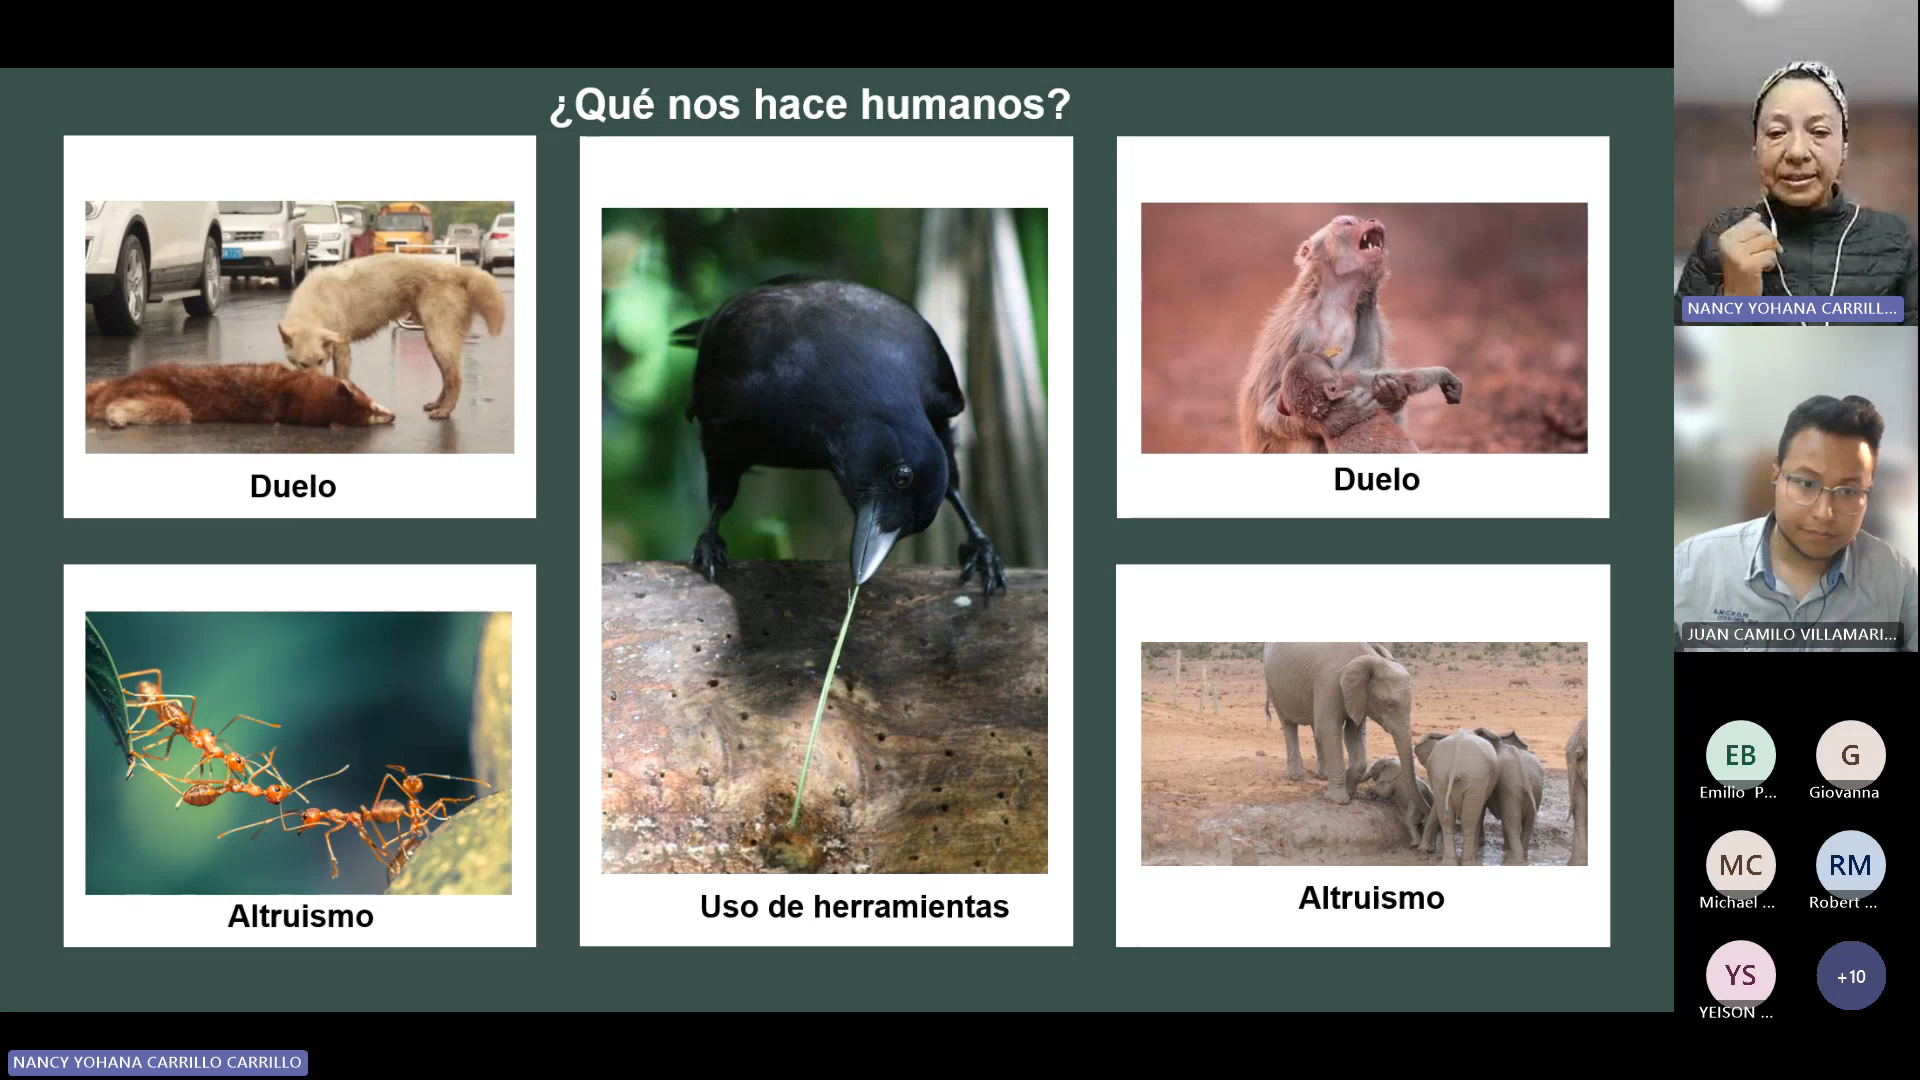 ¿Qué nos hace humanos?
Duelo
Altruismo
Uso de herramientas
Duelo
Altruismo
NANCY YOHANA CARRILL...
JUAN CAMILO VILLAMARI...
EB
Emilio P...
G
Giovanna
MC
Michael ...
RM
Robert ...
YS
YEISON ...
+10
NANCY YOHANA CARRILLO CARRILLO